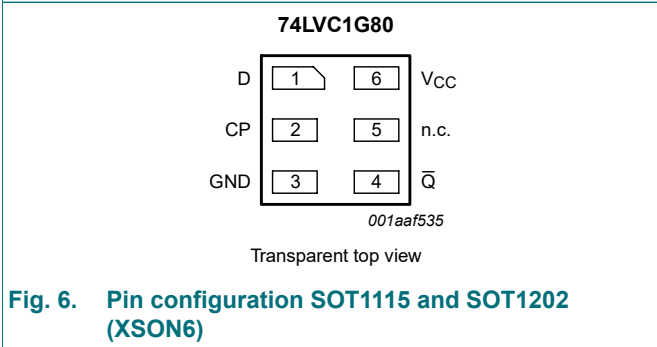 74LVC1G80
D 1 6 VCC
CP 2 5 n.c.
GND 3 4 Q̅
001aaf535
Transparent top view
Fig. 6. Pin configuration SOT1115 and SOT1202
(XSON6)